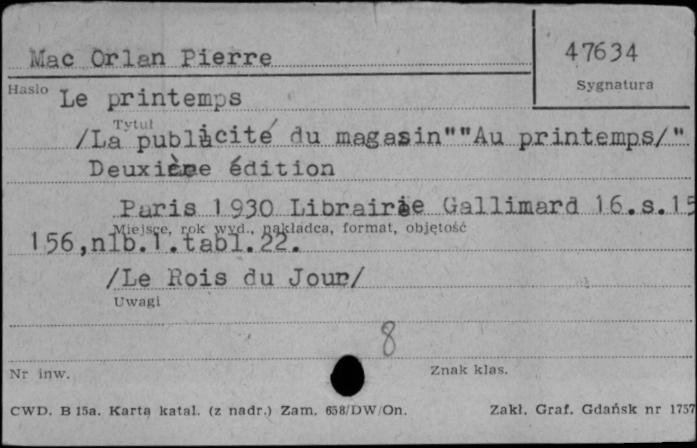 Mac Orlan Pierre
47634
Sygnatura
Hasło
Le printemps
Tytuł
/La publicité du magasin""Au printemps/"
Deuxième édition
Paris 1930 Librairie Gallimard 16.s.15
Miejsce, rok wyd., nakładca, format, objętość
156,nlb.1.tabl.22.
/Le Rois du Jour/
Uwagi
8
Nr inw.
Znak klas.
CWD. B 15a. Karta katal. (z nadr.) Zam. 658/DW/On.
Zakł. Graf. Gdańsk nr 1757